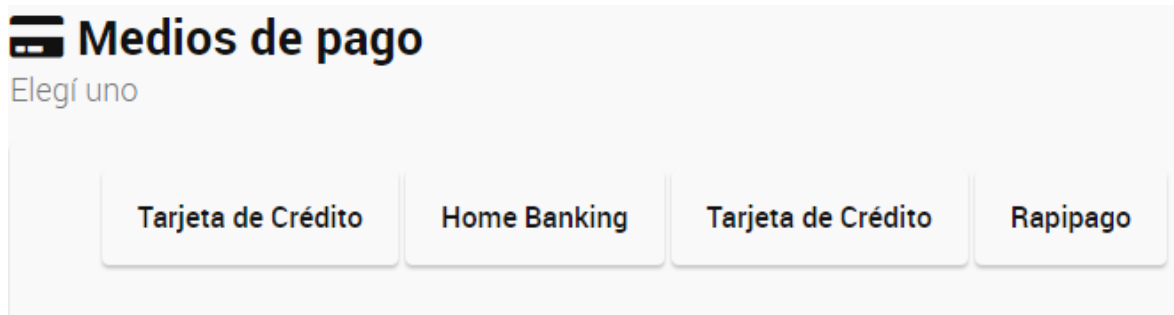 Medios de pago
Elegí uno
Tarjeta de Crédito Home Banking Tarjeta de Crédito Rapipago